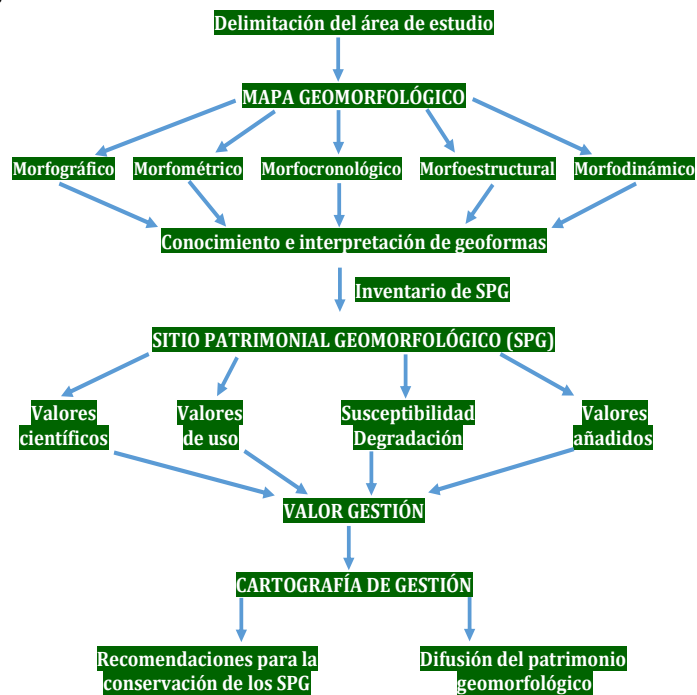 Delimitación del área de estudio
MAPA GEOMORFOLÓGICO
Morfográfico
Morfométrico
Morfocronológico
Morfoestructural
Morfodinámico
Conocimiento e interpretación de geoformas
Inventario de SPG
SITIO PATRIMONIAL GEOMORFOLÓGICO (SPG)
Valores
científicos
Valores
de uso
Susceptibilidad
Degradación
Valores
añadidos
VALOR GESTIÓN
CARTOGRAFÍA DE GESTIÓN
Recomendaciones para la
conservación de los SPG
Difusión del patrimonio
geomorfológico